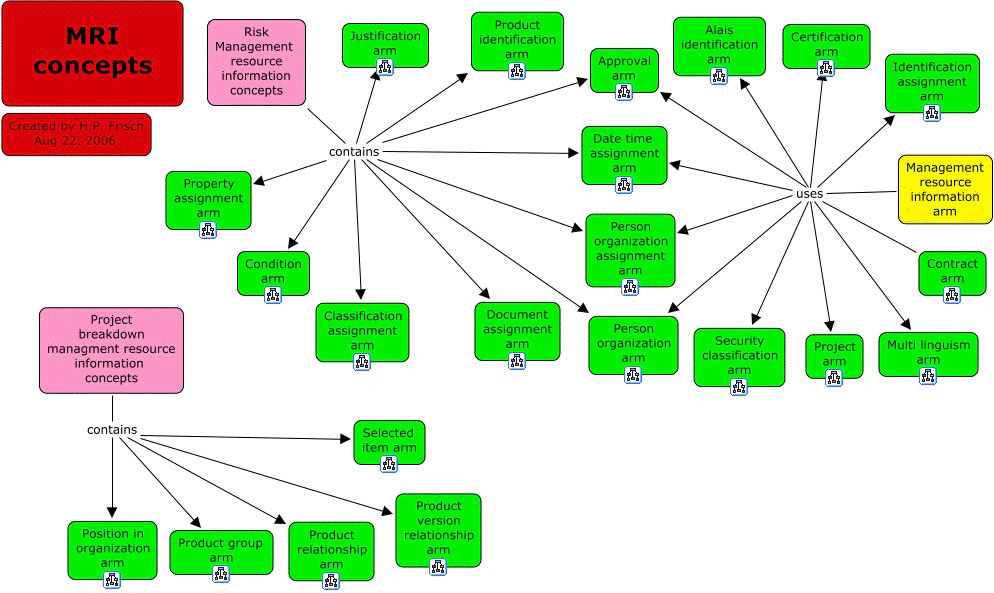 MRI
concepts
Created by H.P. Frisch
Aug 22, 2006
Risk
Management
resource
information
concepts
Justification
arm
Product
identification
arm
Approval
arm
Alais
identification
arm
Certification
arm
Identification
assignment
arm
contains
Date time
assignment
arm
Management
resource
information
arm
uses
Property
assignment
arm
Person
organization
assignment
arm
Condition
arm
Contract
arm
Classification
assignment
arm
Document
assignment
arm
Person
organization
arm
Security
classification
arm
Project
arm
Multi linguism
arm
Project
breakdown
managment resource
information
concepts
contains
Selected
item arm
Position in
organization
arm
Product group
arm
Product
relationship
arm
Product
version
relationship
arm